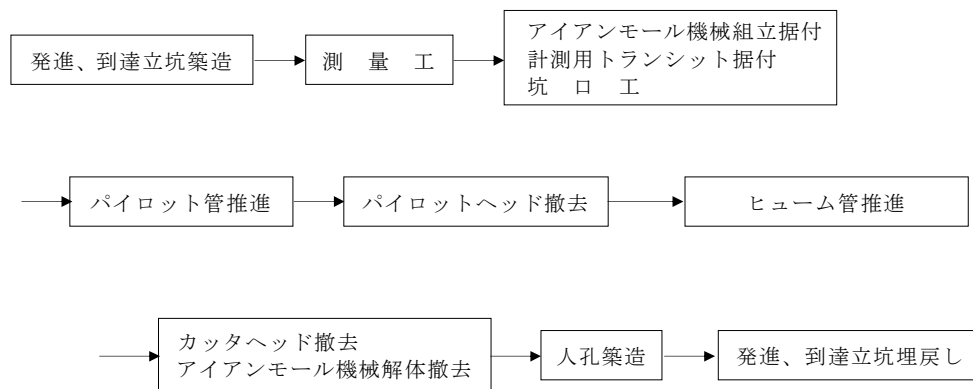 発進、到達立坑築造
測 量 工
アイアンモール機械組立据付
計測用トランシット据付
坑 口 工
パイロット管推進
パイロットヘッド撤去
ヒューム管推進
カッタヘッド撤去
アイアンモール機械解体撤去
人孔築造
発進、到達立坑埋戻し